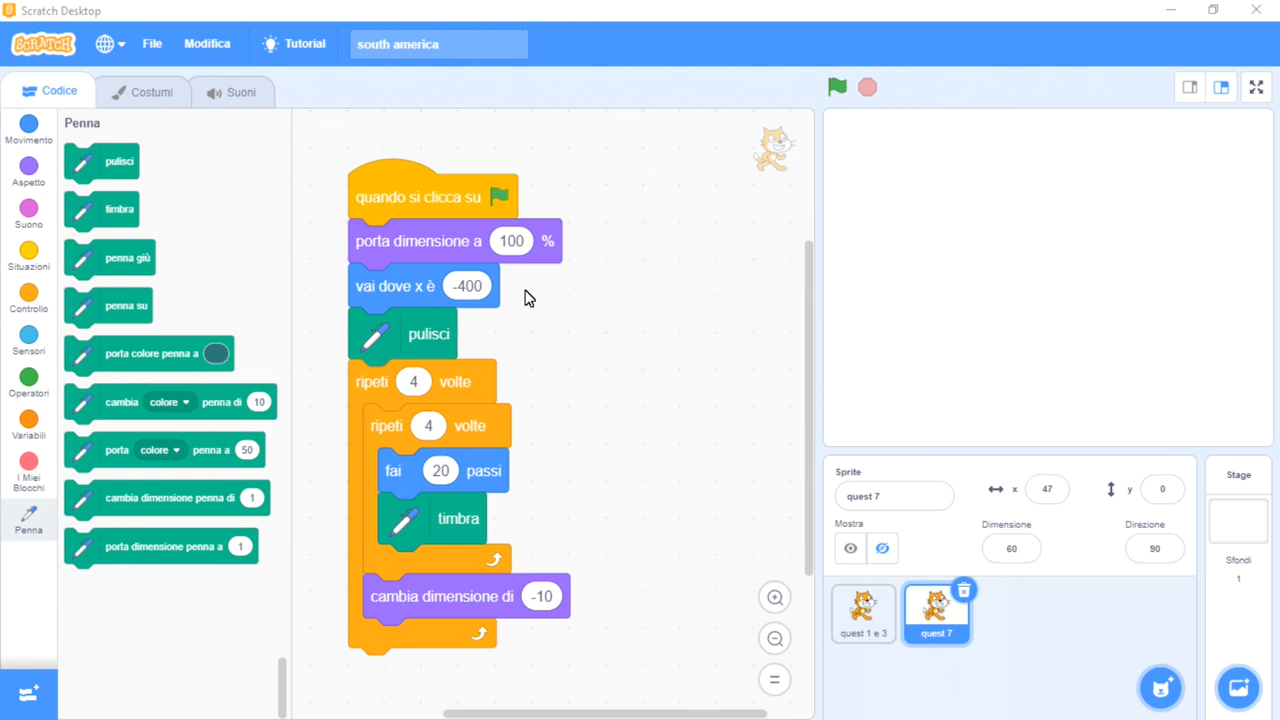 Scratch Desktop
SCRATCH
File
Modifica
Tutorial
south america
Codice
Costumi
Suoni
Movimento
Aspetto
Suono
Situazioni
Controllo
Sensori
Operatori
Variabili
I Miei
Blocchi
Penna
Penna
pulisci
timbra
penna giù
penna su
porta colore penna a
cambia colore penna di 10
porta colore penna a 50
cambia dimensione penna di 1
porta dimensione penna a 1
quando si clicca su
porta dimensione a 100 %
vai dove x è -400
pulisci
ripeti 4 volte
ripeti 4 volte
fai 20 passi
timbra
cambia dimensione di -10
Sprite
quest 7
x 47
y 0
Mostra
Dimensione
60
Direzione
90
quest 1 e 3
quest 7
Stage
Sfondi
1